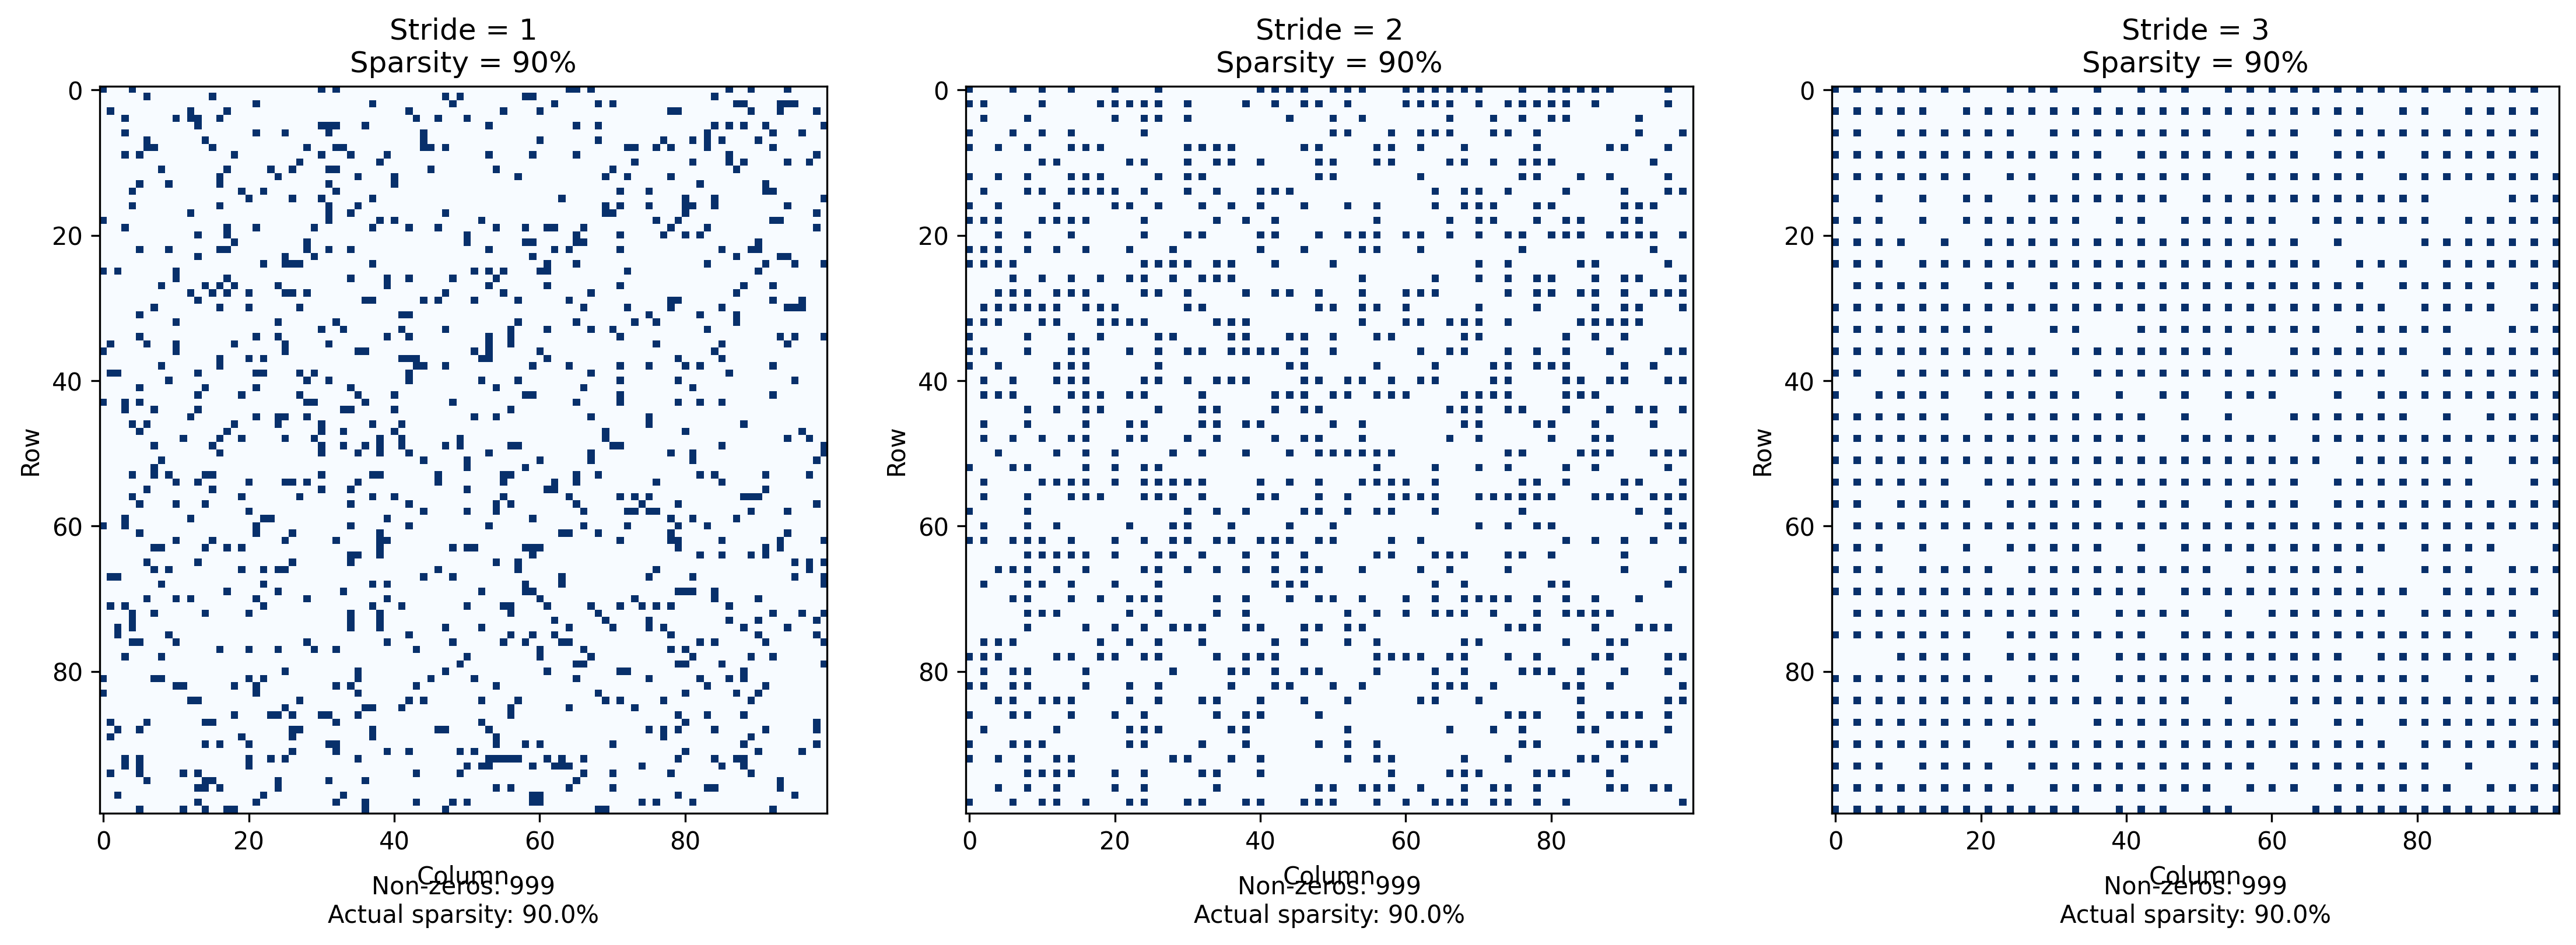 Stride = 1
Sparsity = 90%
0
20
40
60
80
Row
0
20
40
60
80
Column
Non-zeros: 999
Actual sparsity: 90.0%
Stride = 2
Sparsity = 90%
0
20
40
60
80
Row
0
20
40
60
80
Column
Non-zeros: 999
Actual sparsity: 90.0%
Stride = 3
Sparsity = 90%
0
20
40
60
80
Row
0
20
40
60
80
Column
Non-zeros: 999
Actual sparsity: 90.0%